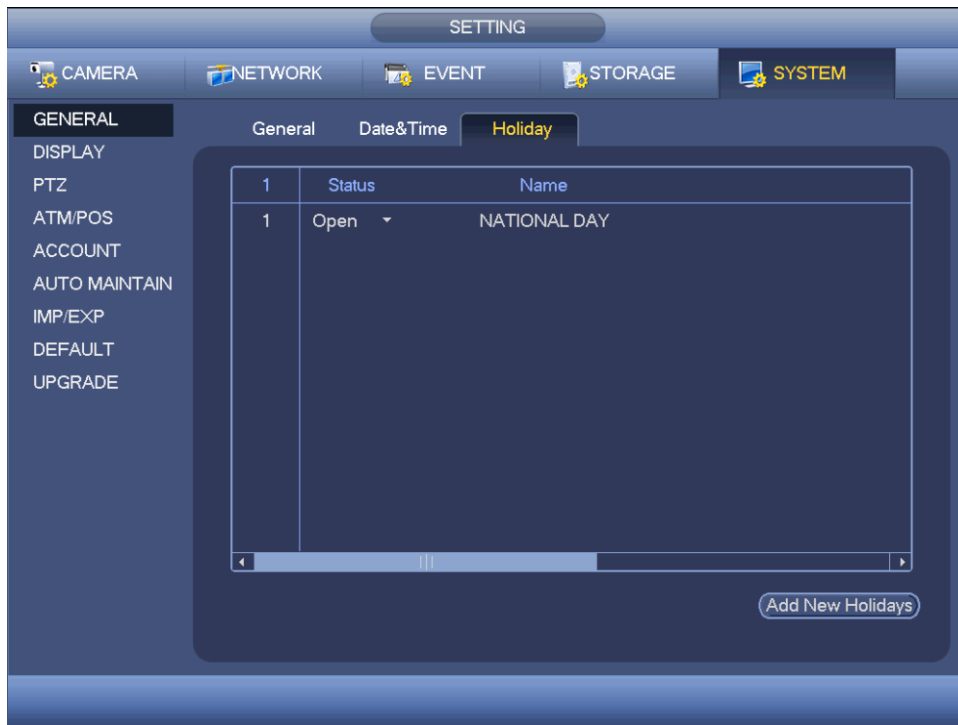 SETTING
CAMERA NETWORK EVENT STORAGE SYSTEM
GENERAL
DISPLAY
PTZ
ATM/POS
ACCOUNT
AUTO MAINTAIN
IMP/EXP
DEFAULT
UPGRADE
General Date&Time Holiday
1 Status Name
1 Open NATIONAL DAY
Add New Holidays